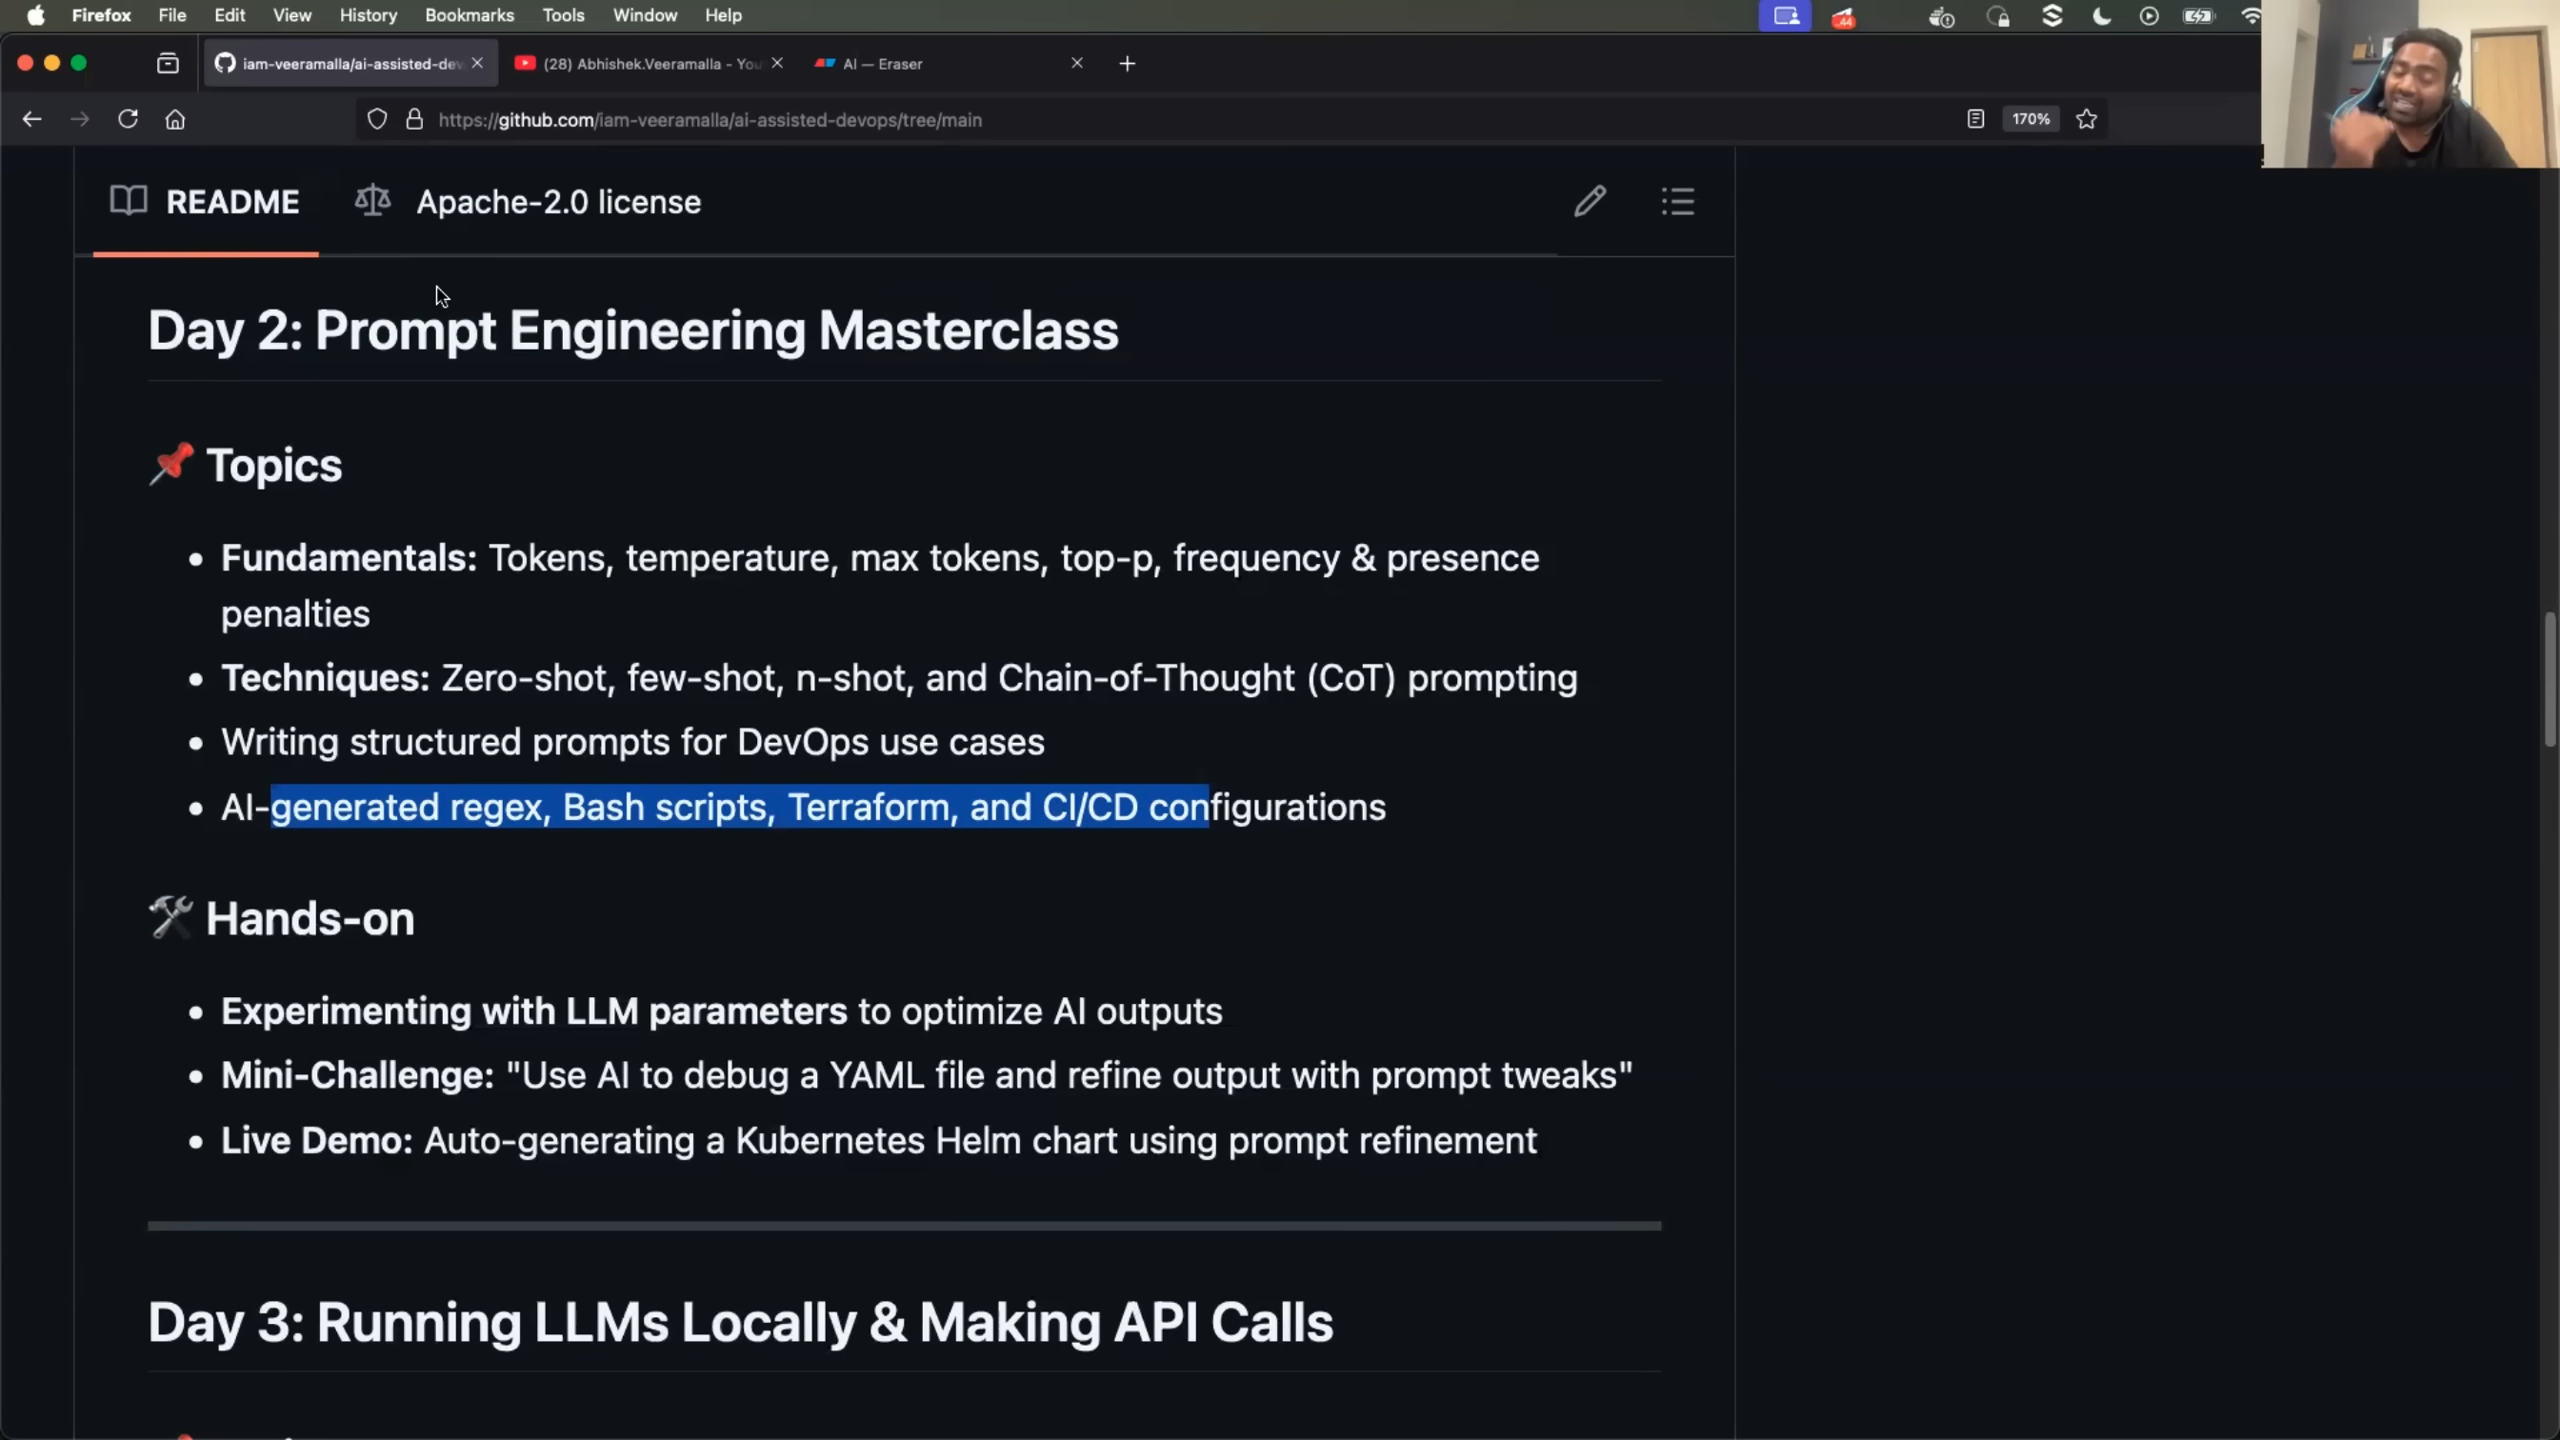 Firefox File Edit View History Bookmarks Tools Window Help
iam-veeramalla/ai-assisted-dev (28) Abhishek.Veeramalla - You AI — Eraser
https://github.com/iam-veeramalla/ai-assisted-devops/tree/main 170%
README Apache-2.0 license
Day 2: Prompt Engineering Masterclass
Topics
• Fundamentals: Tokens, temperature, max tokens, top-p, frequency & presence
penalties
• Techniques: Zero-shot, few-shot, n-shot, and Chain-of-Thought (CoT) prompting
• Writing structured prompts for DevOps use cases
• AI-generated regex, Bash scripts, Terraform, and CI/CD configurations
Hands-on
• Experimenting with LLM parameters to optimize AI outputs
• Mini-Challenge: "Use AI to debug a YAML file and refine output with prompt tweaks"
• Live Demo: Auto-generating a Kubernetes Helm chart using prompt refinement
Day 3: Running LLMs Locally & Making API Calls